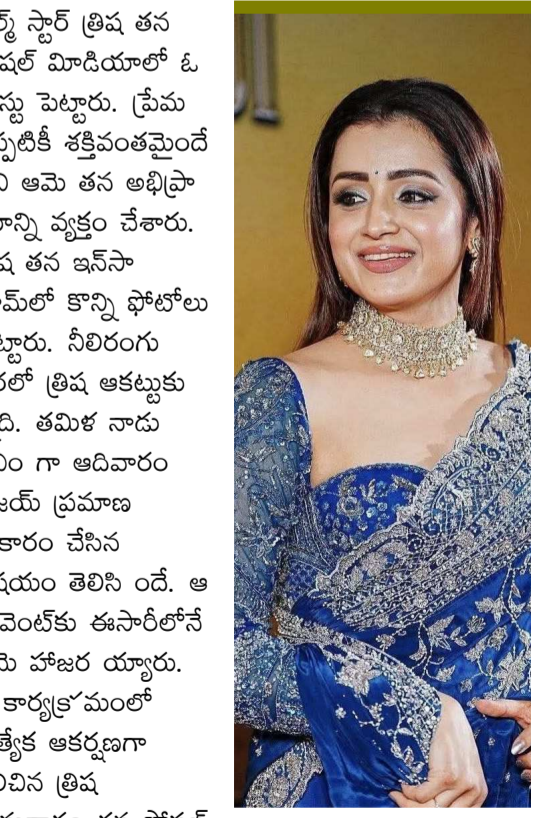 ర్మ్ స్టార్ త్రిష తన
షల్ మీడియాలో ఓ
స్టు పెట్టారు. ప్రేమ
ప్పటికీ శక్తివంతమైందే
ని ఆమె తన అభిప్రా
యాన్ని వ్యక్తం చేశారు.
ష తన ఇన్‌సా
మ్‌లో కొన్ని ఫోటోలు
ట్టారు. నీలిరంగు
రలో త్రిష ఆకట్టుకు
ది. తమిళ నాడు
ఎం గా ఆదివారం
జయ్ ప్రమాణ
కారం చేసిన
షయం తెలిసి ందే. ఆ
వెంట్‌కు ఈసారీలోనే
మె హాజర య్యారు.
కార్యక్రమంలో
త్యేక ఆకర్షణగా
లిచిన త్రిష